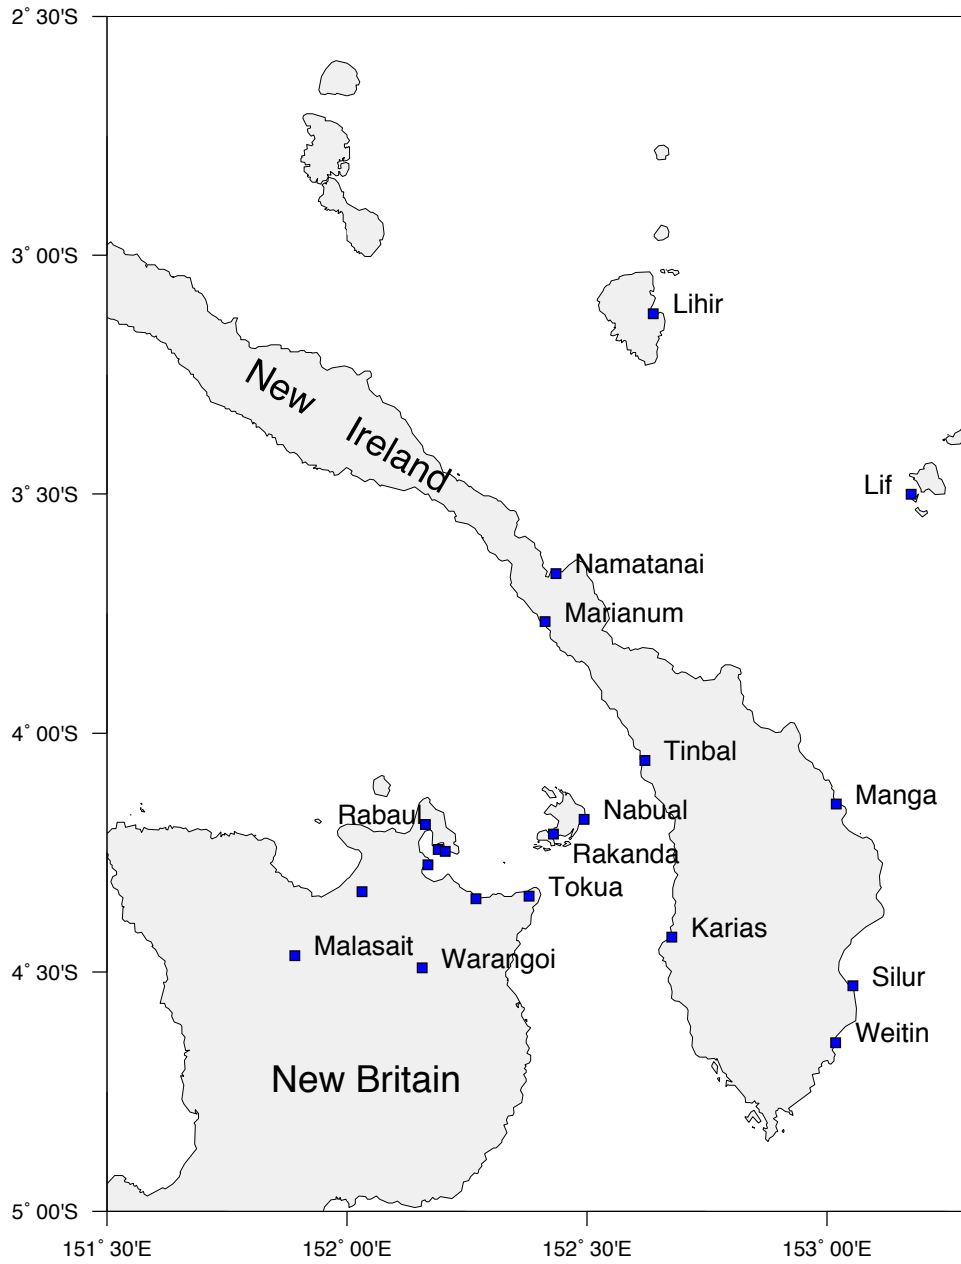 2° 30'S
3° 00'S
Lihir
New Ireland
Lif
3° 30'S
Namatanai
Marianum
4° 00'S
Tinbal
Manga
Rabaul
Nabual
Rakanda
Tokua
Karias
Malasait
Warangoi
4° 30'S
Silur
Weitin
New Britain
5° 00'S
151° 30'E
152° 00'E
152° 30'E
153° 00'E